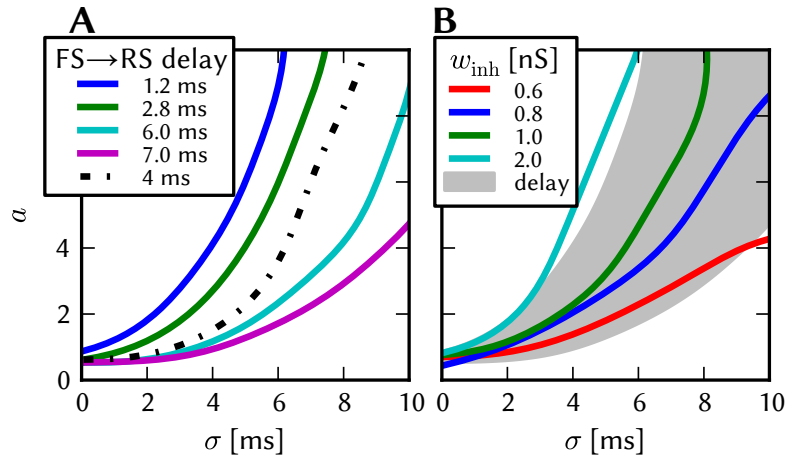 A
FS→RS delay
1.2 ms
2.8 ms
6.0 ms
7.0 ms
4 ms
a
4
2
0
0 2 4 6 8 10
σ [ms]
B
w_inh [nS]
0.6
0.8
1.0
2.0
delay
0 2 4 6 8 10
σ [ms]